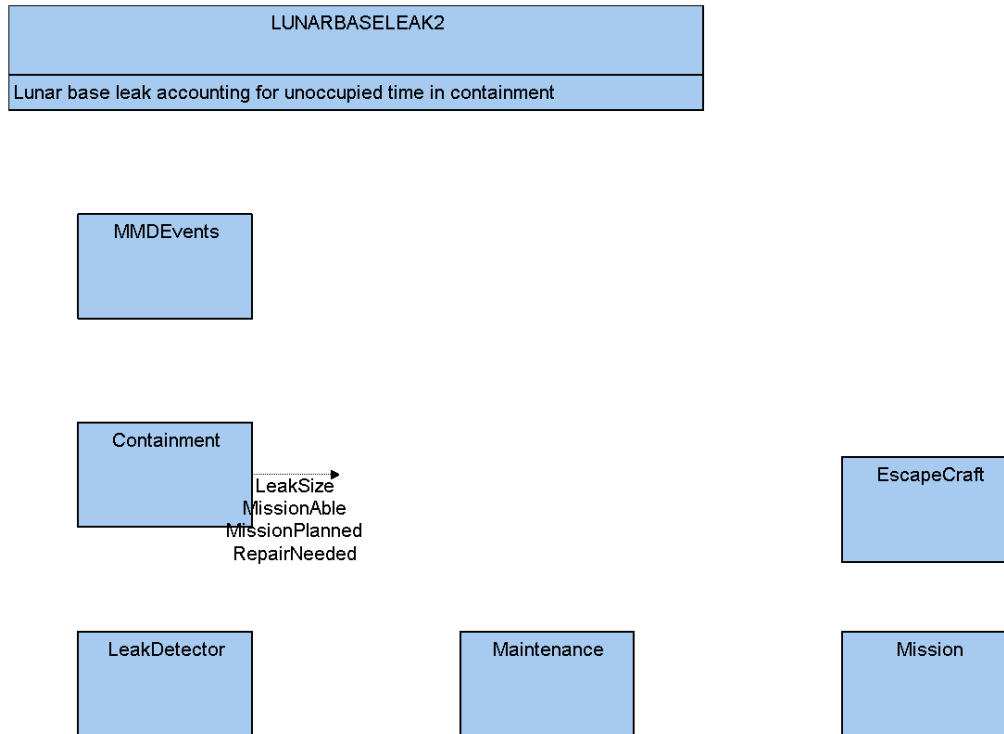 LUNARBASELEAK2
Lunar base leak accounting for unoccupied time in containment
MMDEvents
Containment
LeakSize
MissionAble
MissionPlanned
RepairNeeded
EscapeCraft
LeakDetector
Maintenance
Mission